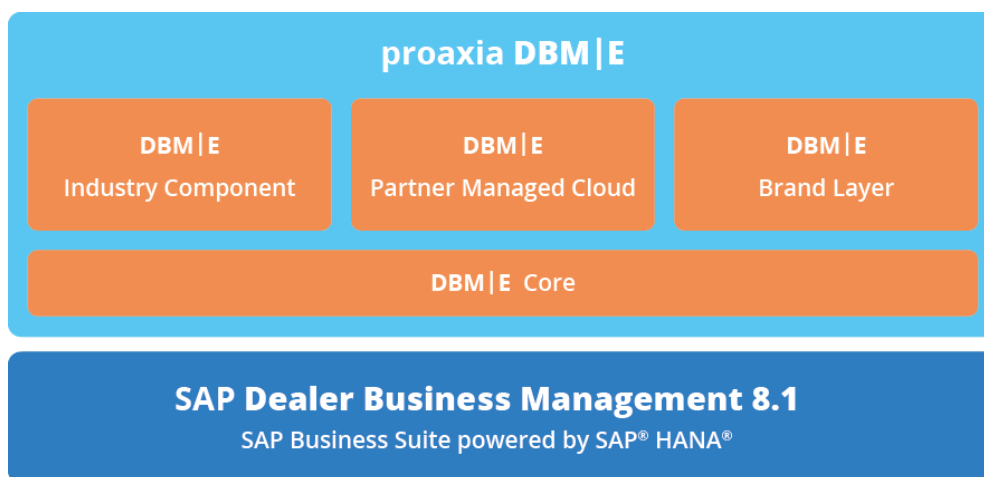 proaxia DBM|E
DBM|E
Industry Component
DBM|E
Partner Managed Cloud
DBM|E
Brand Layer
DBM|E Core
SAP Dealer Business Management 8.1
SAP Business Suite powered by SAP® HANA®